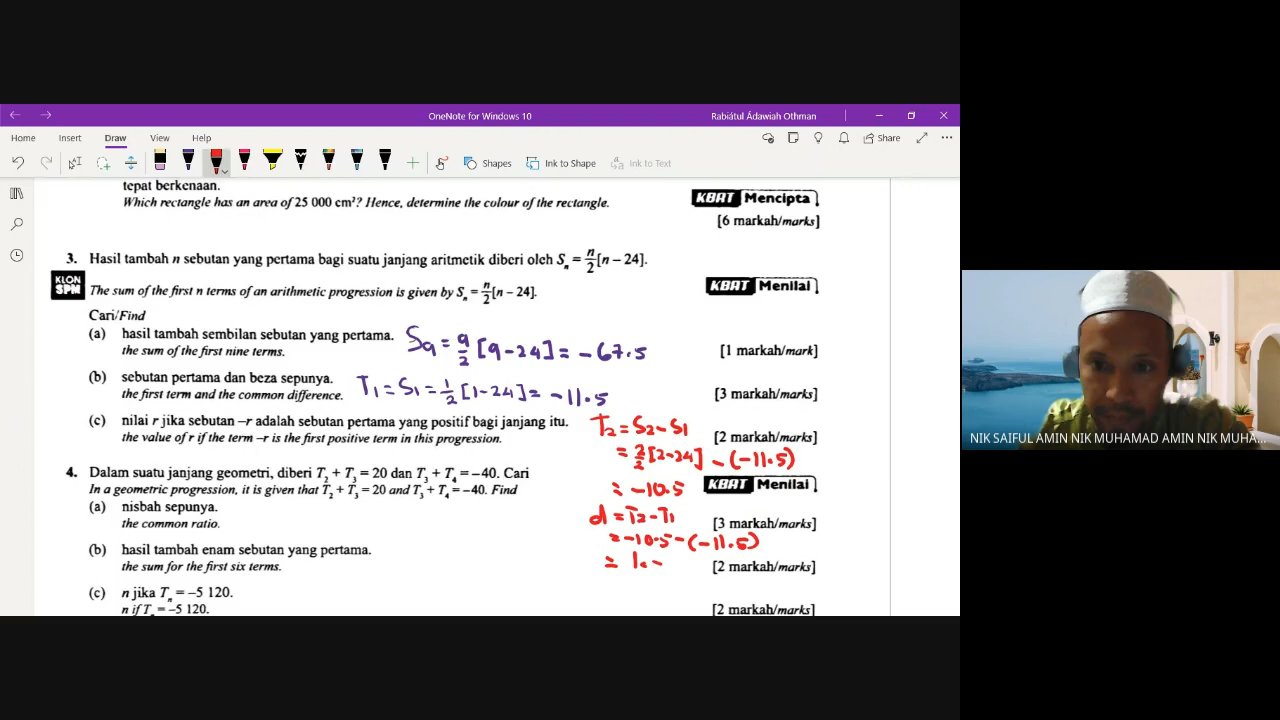 OneNote for Windows 10
Rabiátul Ádawiah Othman
Home Insert Draw View Help
Share
Shapes Ink to Shape Ink to Text
tepat berkenaan.
Which rectangle has an area of 25 000 cm²? Hence, determine the colour of the rectangle.
KBAT Mencipta
[6 markah/marks]
3. Hasil tambah n sebutan yang pertama bagi suatu janjang aritmetik diberi oleh Sₙ = n/2[n – 24].
KLON SPM
The sum of the first n terms of an arithmetic progression is given by Sₙ = n/2[n – 24].
KBAT Menilai
Cari/Find
(a) hasil tambah sembilan sebutan yang pertama.
the sum of the first nine terms.
S₉ = 9/2 [9-24] = -67.5
[1 markah/mark]
(b) sebutan pertama dan beza sepunya.
the first term and the common difference.
T₁ = S₁ = 1/2 [1-24] = -11.5
[3 markah/marks]
(c) nilai r jika sebutan –r adalah sebutan pertama yang positif bagi janjang itu.
the value of r if the term –r is the first positive term in this progression.
[2 markah/marks]
T₂ = S₂ - S₁
= 2/2 [2-24] - (-11.5)
= -10.5
d = T₂ - T₁
= -10.5 - (-11.5)
4. Dalam suatu janjang geometri, diberi T₂ + T₃ = 20 dan T₃ + T₄ = –40. Cari
In a geometric progression, it is given that T₂ + T₃ = 20 and T₃ + T₄ = –40. Find
KBAT Menilai
(a) nisbah sepunya.
the common ratio.
[3 markah/marks]
(b) hasil tambah enam sebutan yang pertama.
the sum for the first six terms.
[2 markah/marks]
(c) n jika Tₙ = –5 120.
n if Tₙ = –5 120.
[2 markah/marks]
NIK SAIFUL AMIN NIK MUHAMAD AMIN NIK MUHA...